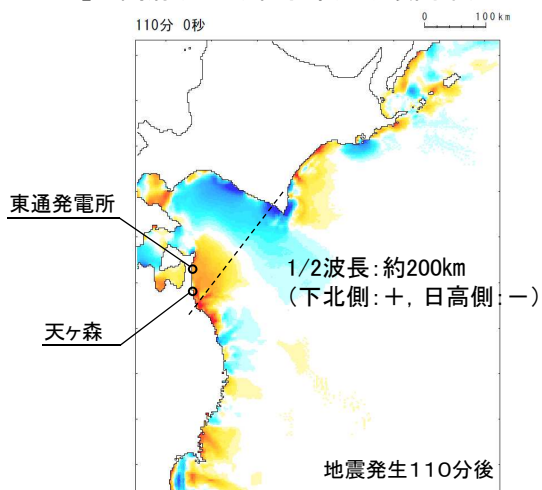 110分 0秒
0 100km
東通発電所
1/2波長:約200km
(下北側:+, 日高側:−)
天ヶ森
地震発生110分後